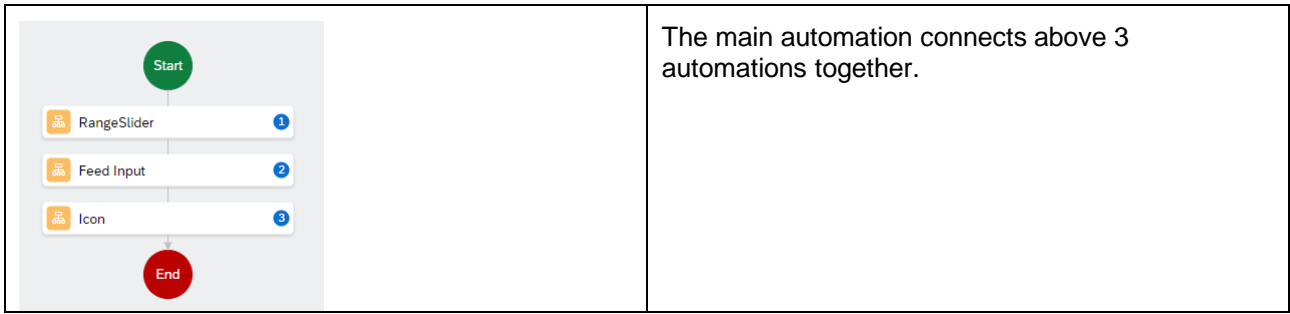 Start
RangeSlider 1
Feed Input 2
Icon 3
End
The main automation connects above 3
automations together.